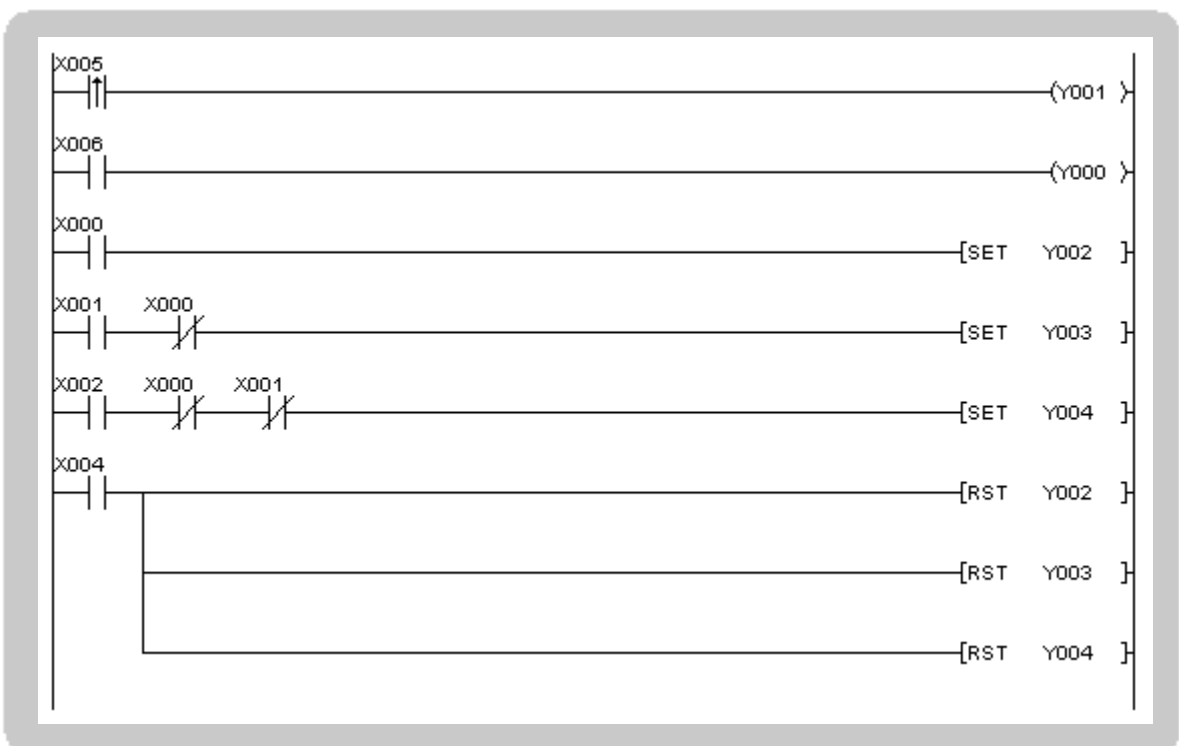 X005
(Y001 )
X006
(Y000 )
X000
[SET Y002 ]
X001 X000
[SET Y003 ]
X002 X000 X001
[SET Y004 ]
X004
[RST Y002 ]
[RST Y003 ]
[RST Y004 ]